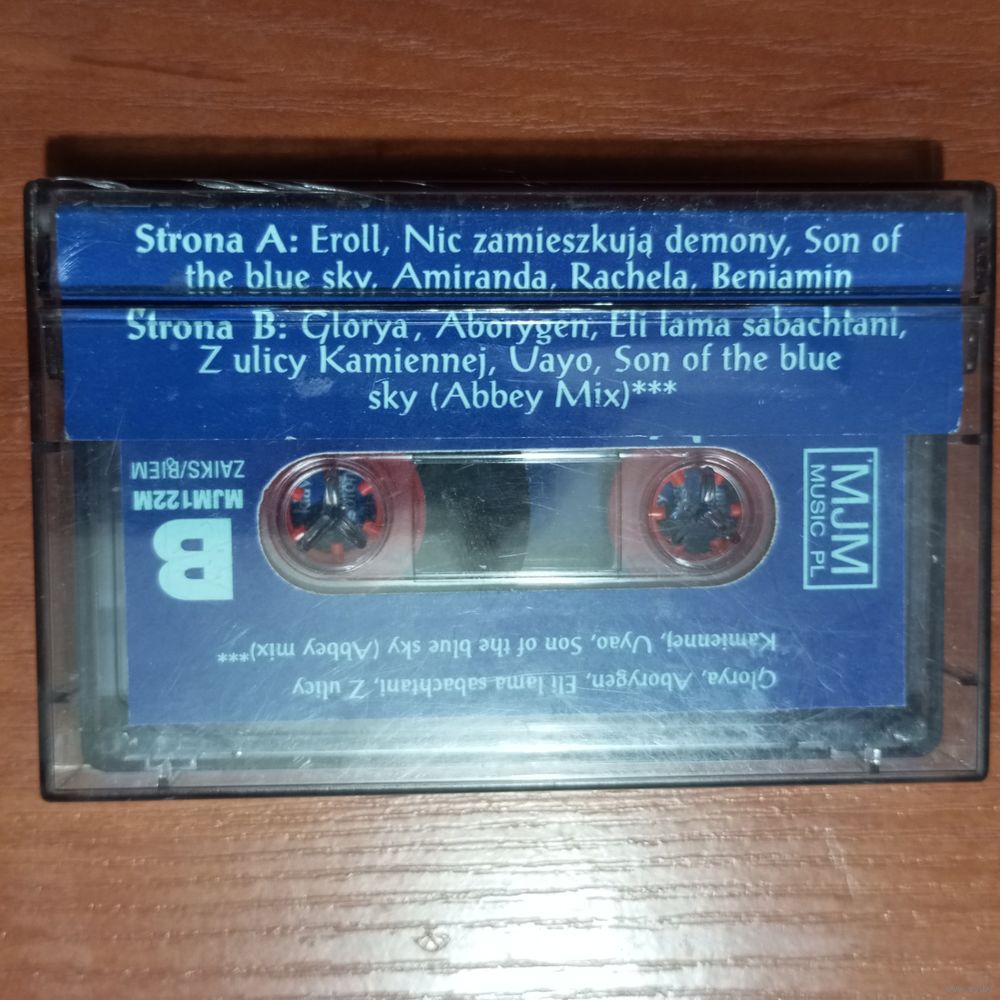 Strona A: Eroll, Nic zamieszkują demony, Son of
the blue sky, Amiranda, Rachela, Beniamin
Strona B: Glorya, Aborygen, Eli lama sabachtani,
Z ulicy Kamiennej, Uayo, Son of the blue
sky (Abbey Mix)***
MJM
MUSIC PL
B
MJM122M
ZAIKS/BIEM
Glorya, Aborygen, Eli lama sabachtani, Z ulicy
Kamiennej, Uyao, Son of the blue sky (Abbey mix)***